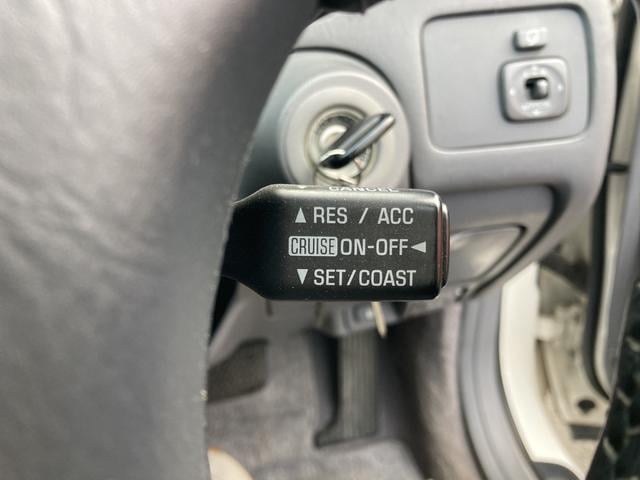 CANCEL
▲ RES / ACC
CRUISE ON-OFF ◄
▼ SET/COAST